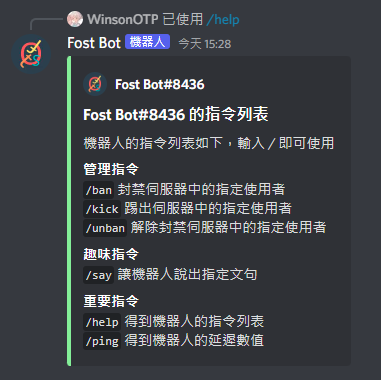 WinsonOTP 已使用 /help
Fost Bot 機器人 今天 15:28
Fost Bot#8436
Fost Bot#8436 的指令列表
機器人的指令列表如下，輸入 / 即可使用
管理指令
/ban 封禁伺服器中的指定使用者
/kick 踢出伺服器中的指定使用者
/unban 解除封禁伺服器中的指定使用者
趣味指令
/say 讓機器人說出指定文句
重要指令
/help 得到機器人的指令列表
/ping 得到機器人的延遲數值